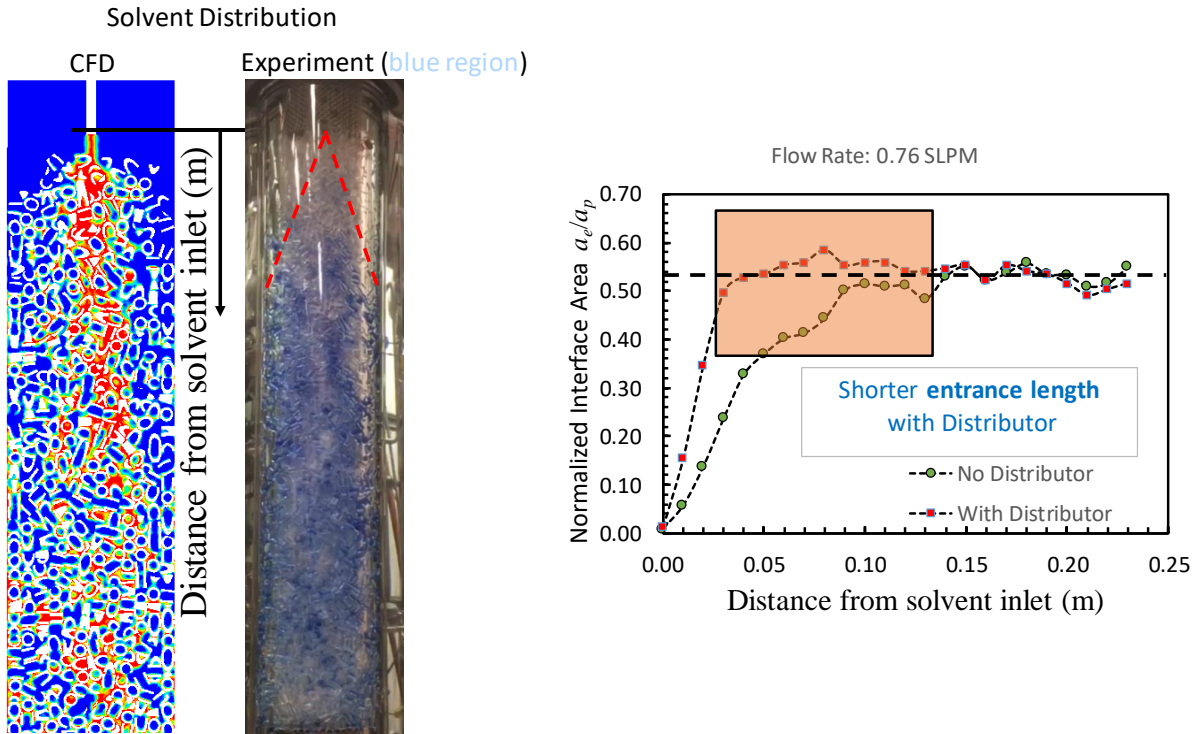 Solvent Distribution
CFD
Experiment (blue region)
Distance from solvent inlet (m)
Flow Rate: 0.76 SLPM
Normalized Interface Area a_e/a_p
0.70
0.60
0.50
0.40
0.30
0.20
0.10
0.00
Shorter entrance length
with Distributor
No Distributor
With Distributor
0.00 0.05 0.10 0.15 0.20 0.25
Distance from solvent inlet (m)